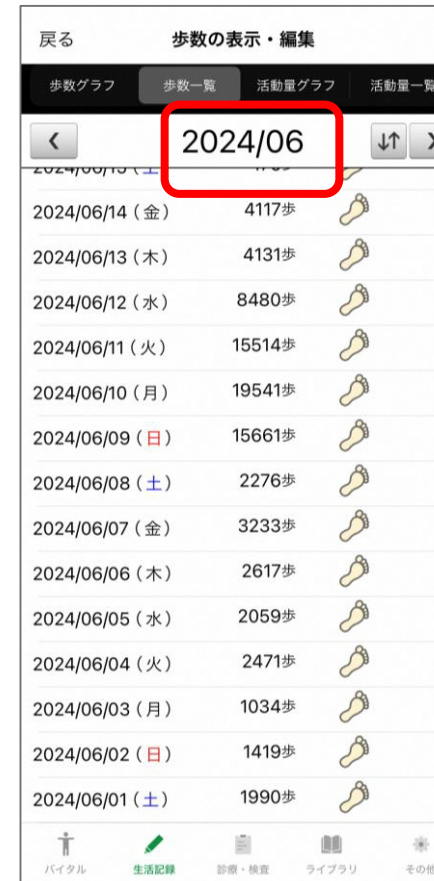 戻る 歩数の表示・編集
歩数グラフ 歩数一覧 活動量グラフ 活動量一覧
2024/06
2024/06/14（金） 4117歩
2024/06/13（木） 4131歩
2024/06/12（水） 8480歩
2024/06/11（火） 15514歩
2024/06/10（月） 19541歩
2024/06/09（日） 15661歩
2024/06/08（土） 2276歩
2024/06/07（金） 3233歩
2024/06/06（木） 2617歩
2024/06/05（水） 2059歩
2024/06/04（火） 2471歩
2024/06/03（月） 1034歩
2024/06/02（日） 1419歩
2024/06/01（土） 1990歩
バイタル 生活記録 診療・検査 ライブラリ その他